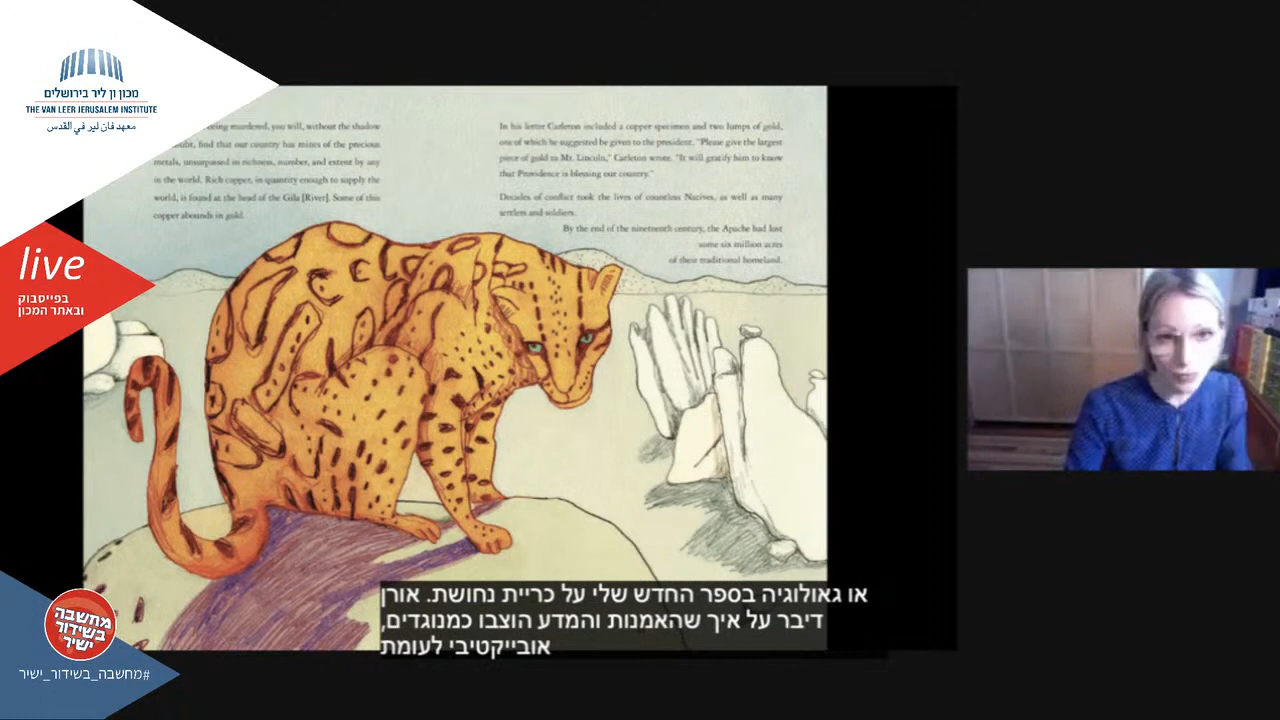 מכון ון ליר בירושלים
THE VAN LEER JERUSALEM INSTITUTE
معهد فان لير في القدس
live
בפייסבוק
ובאתר המכון
being murdered, you will, without the shadow
doubt, find that our country has mines of the precious
metals, unsurpassed in richness, number, and extent by any
in the world. Rich copper, in quantity enough to supply the
world, is found at the head of the Gila [River]. Some of this
copper abounds in gold.
In his letter Carleton included a copper specimen and two lumps of gold,
one of which he suggested be given to the president. "Please give the largest
piece of gold to Mr. Lincoln," Carleton wrote. "It will gratify him to know
that Providence is blessing our country."
Decades of conflict took the lives of countless Natives, as well as many
settlers and soldiers.
By the end of the nineteenth century, the Apache had lost
some six million acres
of their traditional homeland.
או גאולוגיה בספר החדש שלי על כריית נחושת. אורן
דיבר על איך שהאמנות והמדע הוצבו כמנוגדים,
אובייקטיבי לעומת
מחשבה
בשידור
ישיר
#מחשבה_בשידור_ישיר